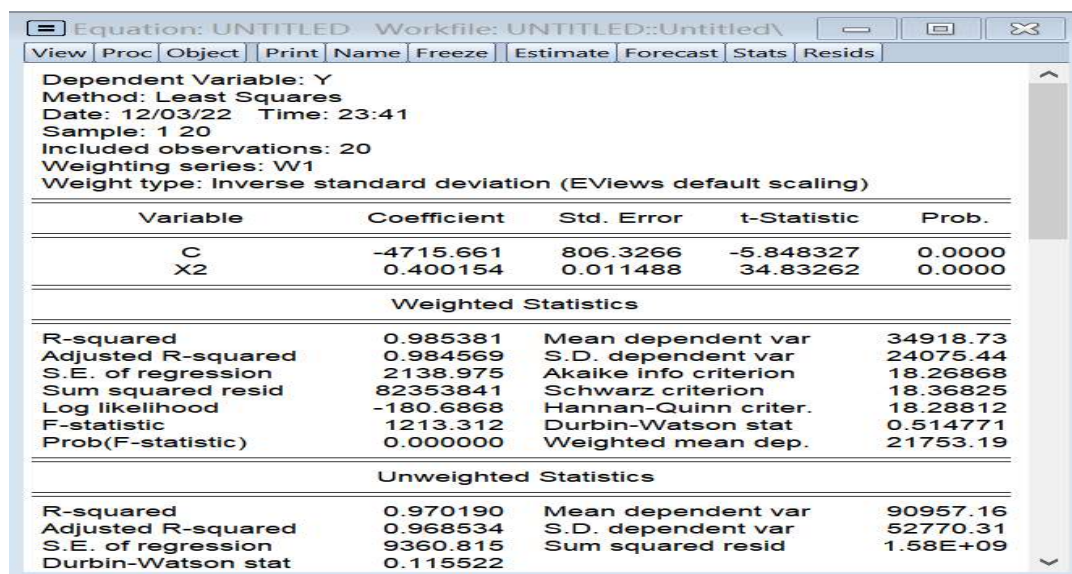 Equation: UNTITLED Workfile: UNTITLED::Untitled\
View Proc Object Print Name Freeze Estimate Forecast Stats Resids
Dependent Variable: Y
Method: Least Squares
Date: 12/03/22 Time: 23:41
Sample: 1 20
Included observations: 20
Weighting series: W1
Weight type: Inverse standard deviation (EViews default scaling)
Variable Coefficient Std. Error t-Statistic Prob.
C -4715.661 806.3266 -5.848327 0.0000
X2 0.400154 0.011488 34.83262 0.0000
Weighted Statistics
R-squared 0.985381 Mean dependent var 34918.73
Adjusted R-squared 0.984569 S.D. dependent var 24075.44
S.E. of regression 2138.975 Akaike info criterion 18.26868
Sum squared resid 82353841 Schwarz criterion 18.36825
Log likelihood -180.6868 Hannan-Quinn criter. 18.28812
F-statistic 1213.312 Durbin-Watson stat 0.514771
Prob(F-statistic) 0.000000 Weighted mean dep. 21753.19
Unweighted Statistics
R-squared 0.970190 Mean dependent var 90957.16
Adjusted R-squared 0.968534 S.D. dependent var 52770.31
S.E. of regression 9360.815 Sum squared resid 1.58E+09
Durbin-Watson stat 0.115522